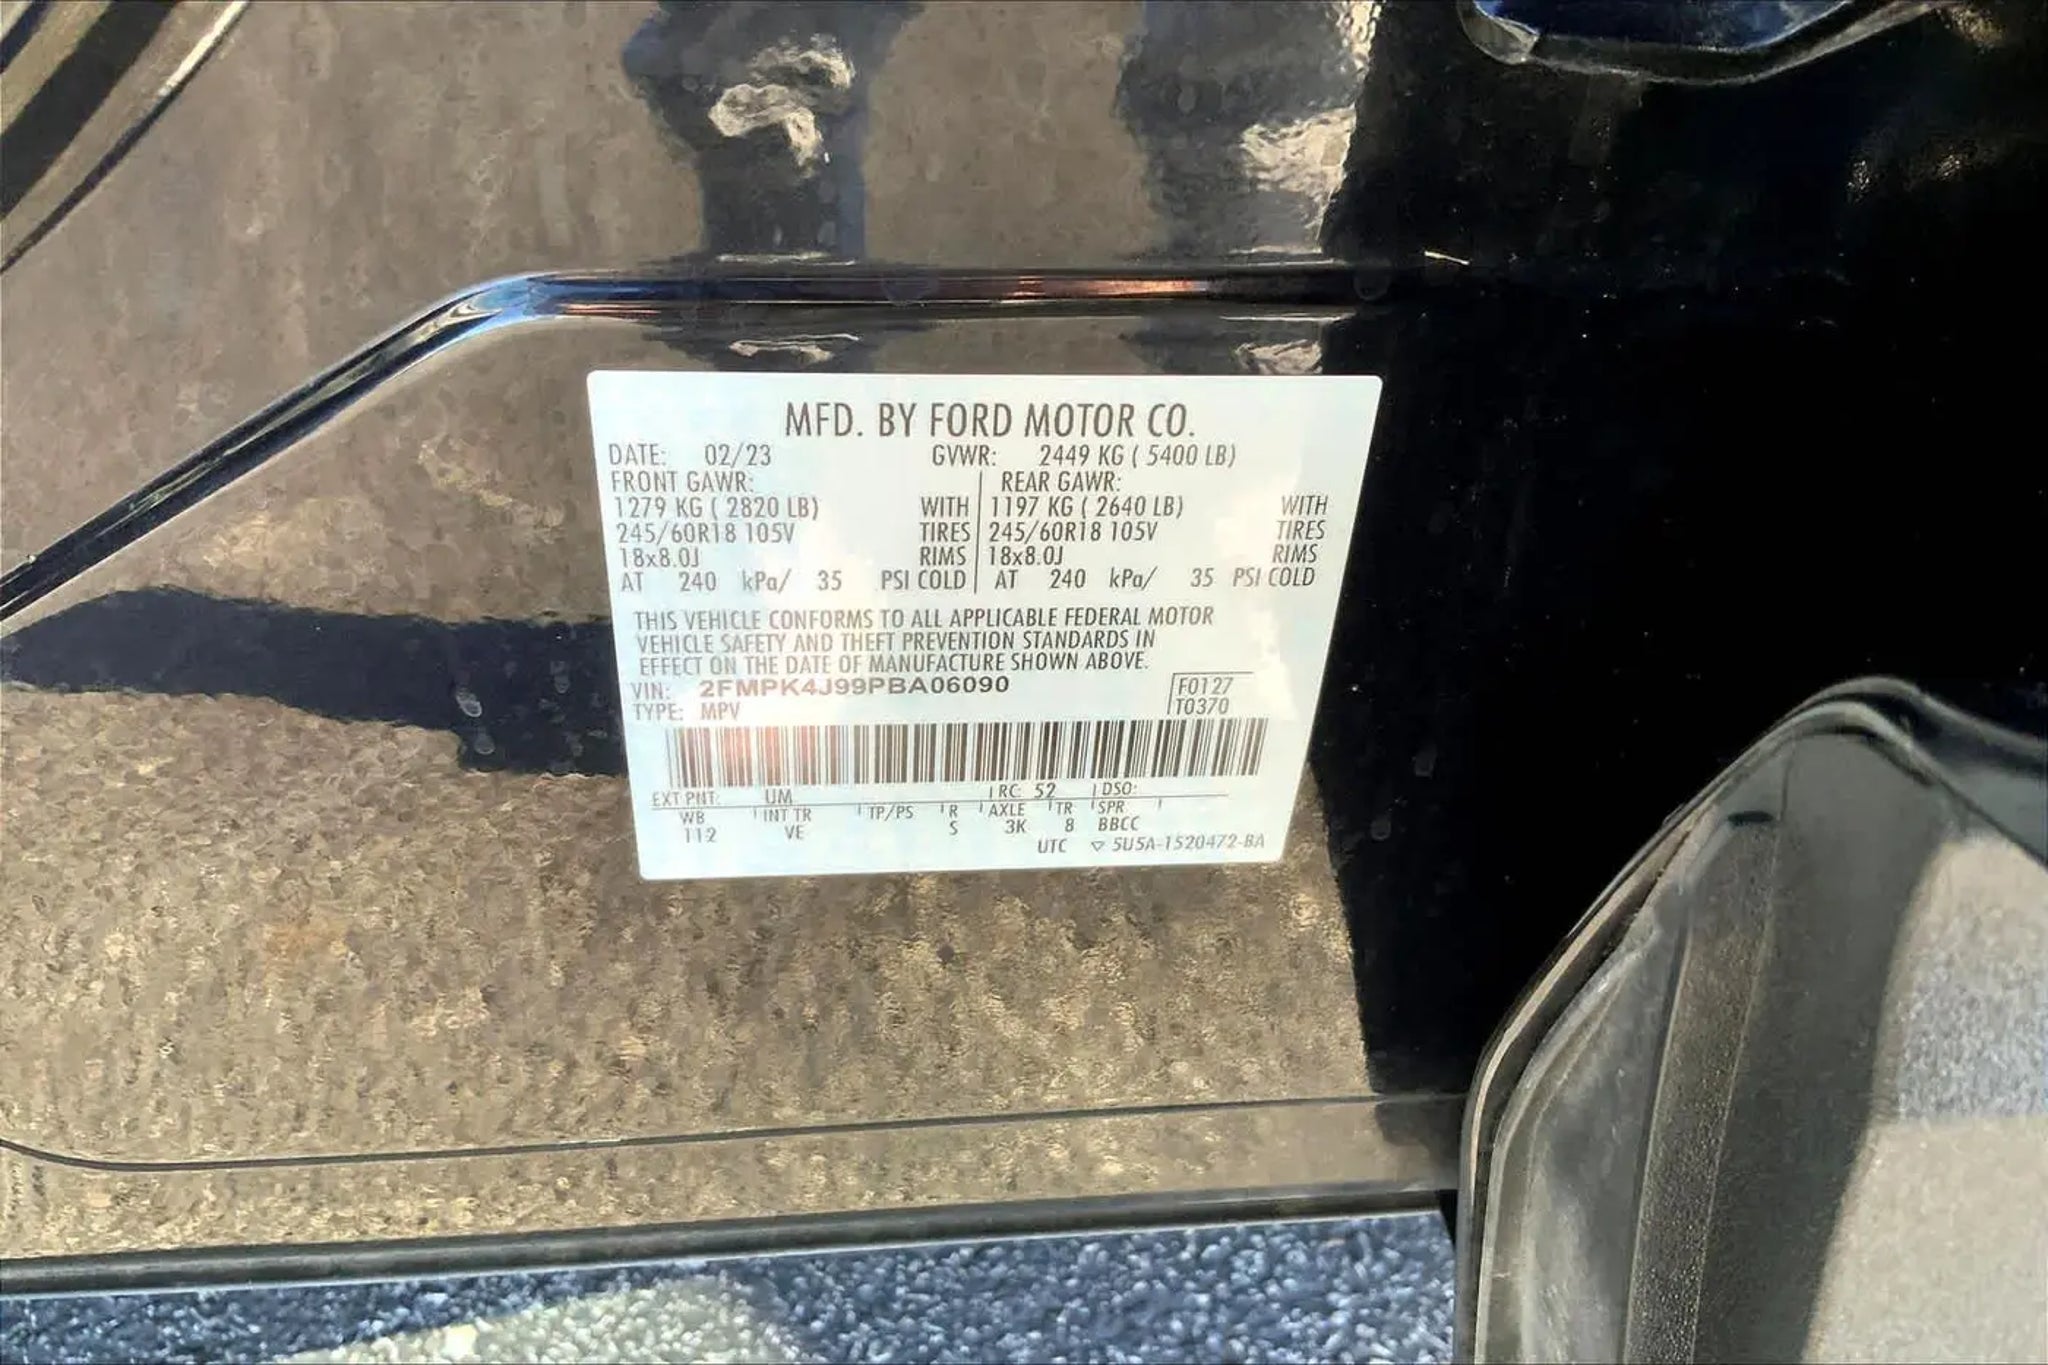 MFD. BY FORD MOTOR CO.
DATE: 02/23 GVWR: 2449 KG ( 5400 LB)
FRONT GAWR: REAR GAWR:
1279 KG ( 2820 LB) WITH 1197 KG ( 2640 LB) WITH
245/60R18 105V TIRES 245/60R18 105V TIRES
18x8.0J RIMS 18x8.0J RIMS
AT 240 kPa/ 35 PSI COLD AT 240 kPa/ 35 PSI COLD
THIS VEHICLE CONFORMS TO ALL APPLICABLE FEDERAL MOTOR
VEHICLE SAFETY AND THEFT PREVENTION STANDARDS IN
EFFECT ON THE DATE OF MANUFACTURE SHOWN ABOVE.
VIN: 2FMPK4J99PBA06090 F0127
TYPE: MPV T0370
EXT PNT: UM RC: 52 DSO:
WB INT TR TP/PS R AXLE TR SPR
112 VE S 3K 8 BBCC
UTC ▽ 5U5A-1520472-BA